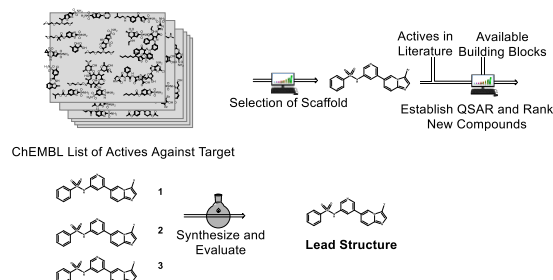 Actives in
Literature
Available
Building Blocks
Selection of Scaffold
Establish QSAR and Rank
New Compounds
ChEMBL List of Actives Against Target
1
2
3
Synthesize and
Evaluate
Lead Structure